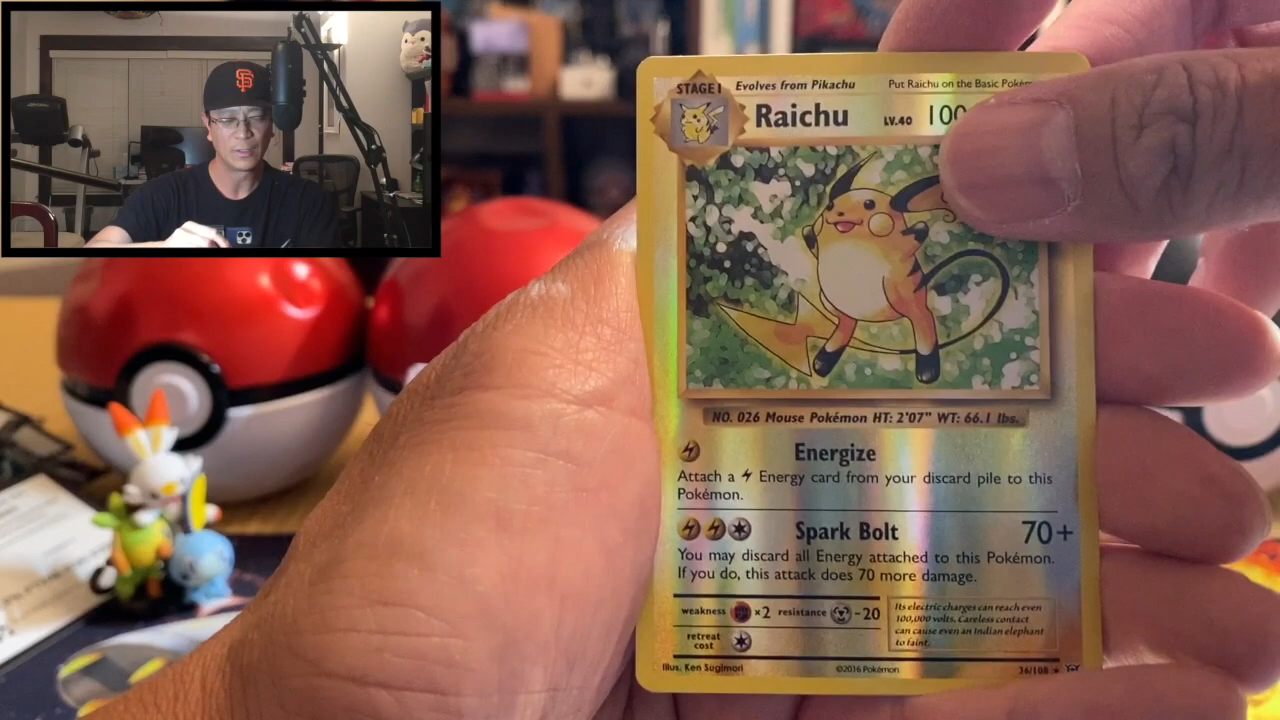 SF
STAGE 1 Evolves from Pikachu Put Raichu on the Basic
Raichu LV.40 100
NO. 026 Mouse Pokémon HT: 2'07" WT: 66.1 lbs.
Energize
Attach a Energy card from your discard pile to this
Pokémon.
Spark Bolt 70+
You may discard all Energy attached to this Pokémon.
If you do, this attack does 70 more damage.
weakness ×2 resistance -20
retreat
cost
Its electric charges can reach even
100,000 volts. Careless contact
can cause even an Indian elephant
to faint.
Illus. Ken Sugimori ©2016 Pokémon 36/108